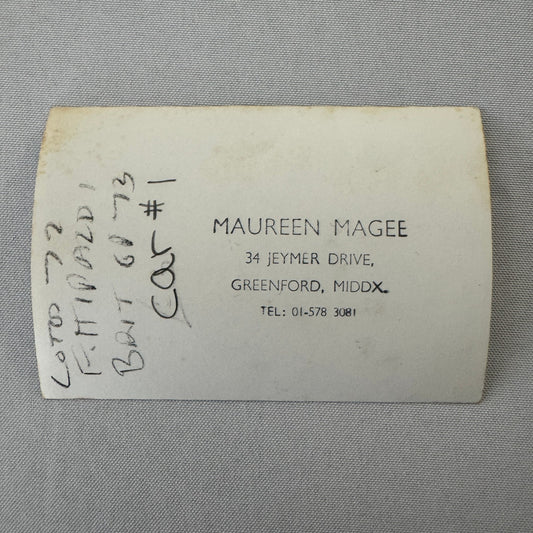 MAUREEN MAGEE
34 JEYMER DRIVE,
GREENFORD, MIDDX.
TEL: 01-578 3081
LOTUS 72
FITTIPALDI
BRIT GP 73
Car #1